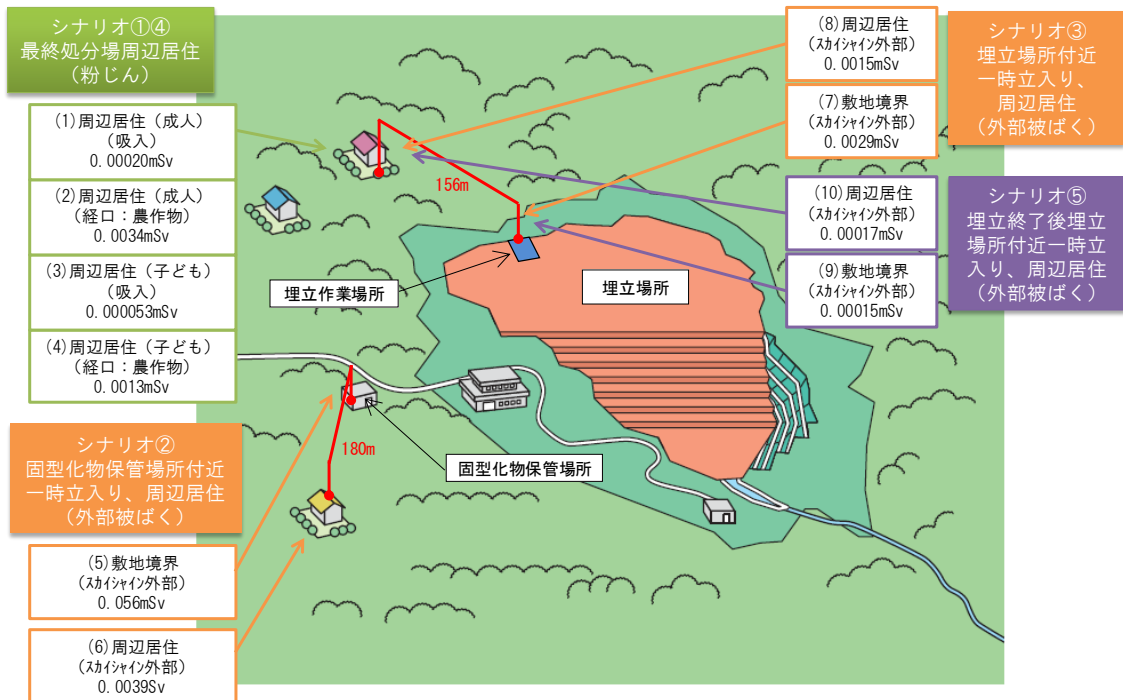 シナリオ①④
最終処分場周辺居住
（粉じん）
(1)周辺居住（成人）
(吸入)
0.00020mSv
(2)周辺居住（成人）
(経口：農作物)
0.0034mSv
(3)周辺居住（子ども）
(吸入)
0.000053mSv
(4)周辺居住（子ども）
(経口：農作物)
0.0013mSv
シナリオ②
固型化物保管場所付近
一時立入り、周辺居住
（外部被ばく）
(5)敷地境界
(ｽｶｲｼｬｲﾝ外部)
0.056mSv
(6)周辺居住
(ｽｶｲｼｬｲﾝ外部)
0.0039Sv
156m
埋立作業場所
埋立場所
180m
固型化物保管場所
(8)周辺居住
(ｽｶｲｼｬｲﾝ外部)
0.0015mSv
(7)敷地境界
(ｽｶｲｼｬｲﾝ外部)
0.0029mSv
(10)周辺居住
(ｽｶｲｼｬｲﾝ外部)
0.00017mSv
(9)敷地境界
(ｽｶｲｼｬｲﾝ外部)
0.00015mSv
シナリオ③
埋立場所付近
一時立入り、
周辺居住
（外部被ばく）
シナリオ⑤
埋立終了後埋立
場所付近一時立
入り、周辺居住
（外部被ばく）